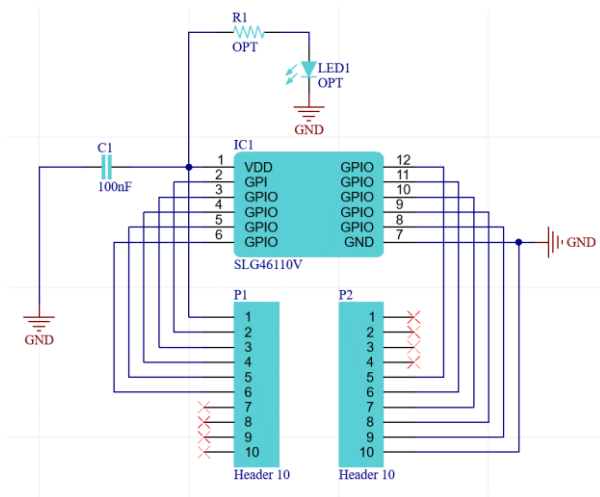 R1
OPT
LED1
OPT
GND
C1
100nF
IC1
1 VDD GPIO 12
2 GPI GPIO 11
3 GPIO GPIO 10
4 GPIO GPIO 9
5 GPIO GPIO 8
6 GPIO GND 7
SLG46110V
GND
GND
P1 P2
1 1
2 2
3 3
4 4
5 5
6 6
7 7
8 8
9 9
10 10
Header 10 Header 10